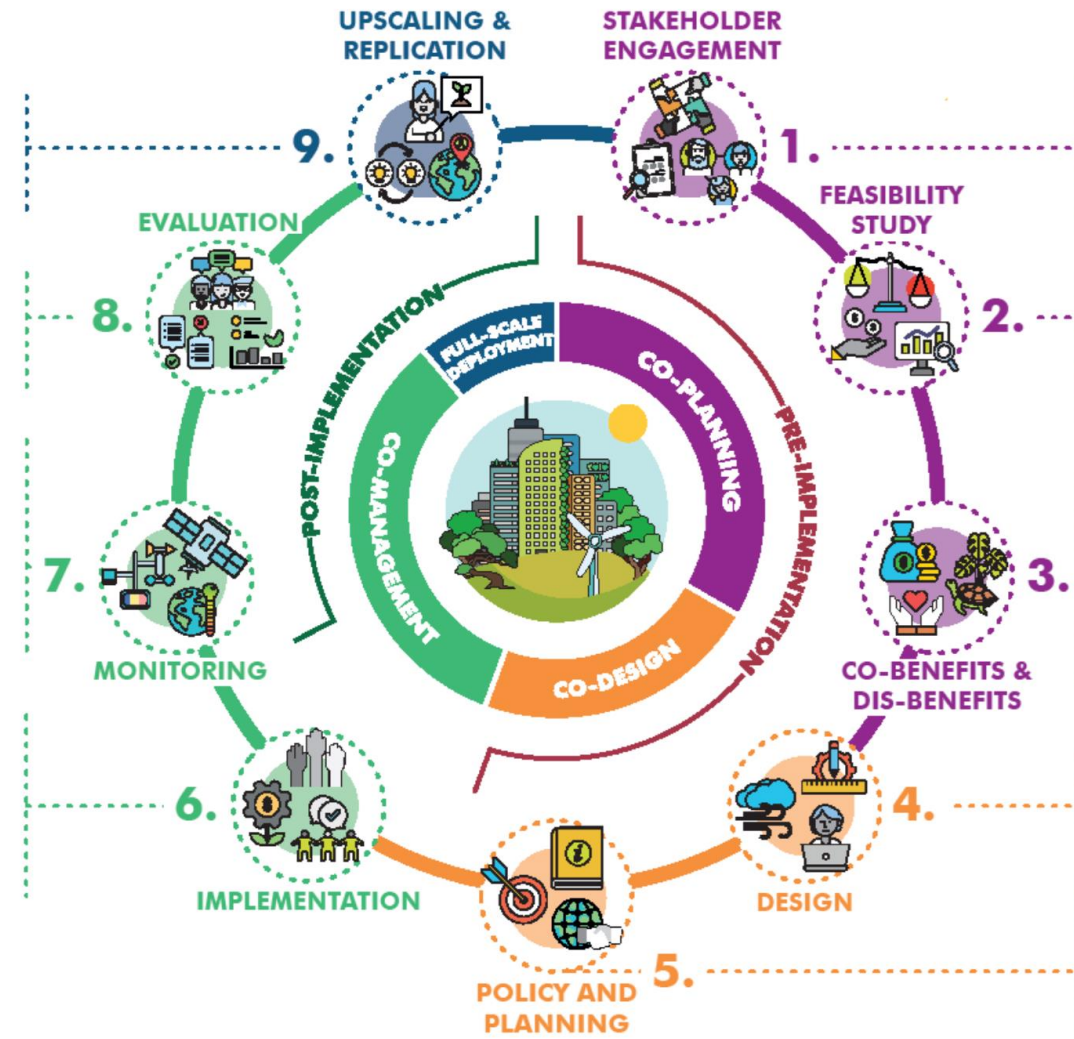 STAKEHOLDER
ENGAGEMENT
1.
FEASIBILITY
STUDY
2.
3.
CO-BENEFITS &
DIS-BENEFITS
4.
DESIGN
5.
POLICY AND
PLANNING
6.
IMPLEMENTATION
7.
MONITORING
EVALUATION
8.
UPSCALING &
REPLICATION
9.
POST-IMPLEMENTATION
PRE-IMPLEMENTATION
FULL-SCALE
DEPLOYMENT
CO-PLANNING
CO-DESIGN
CO-MANAGEMENT